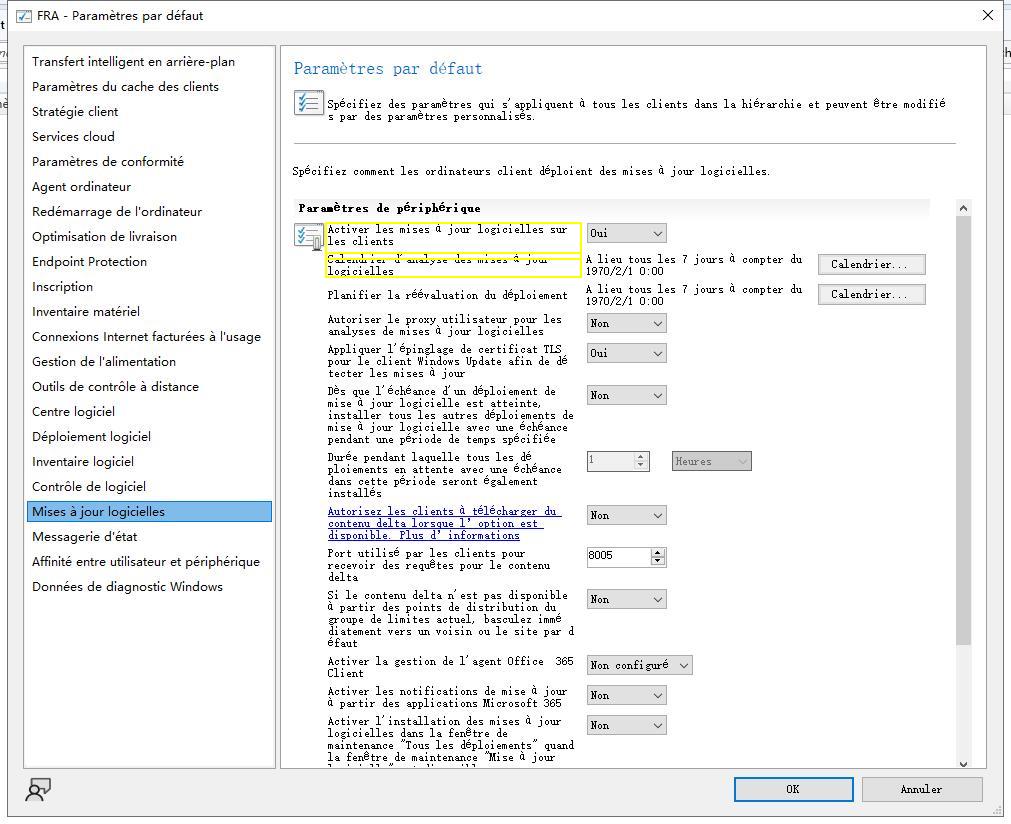 FRA - Paramètres par défaut
Transfert intelligent en arrière-plan
Paramètres du cache des clients
Stratégie client
Services cloud
Paramètres de conformité
Agent ordinateur
Redémarrage de l'ordinateur
Optimisation de livraison
Endpoint Protection
Inscription
Inventaire matériel
Connexions Internet facturées à l'usage
Gestion de l'alimentation
Outils de contrôle à distance
Centre logiciel
Déploiement logiciel
Inventaire logiciel
Contrôle de logiciel
Mises à jour logicielles
Messagerie d'état
Affinité entre utilisateur et périphérique
Données de diagnostic Windows
Paramètres par défaut
Spécifiez des paramètres qui s'appliquent à tous les clients dans la hiérarchie et peuvent être modifié
s par des paramètres personnalisés.
Spécifiez comment les ordinateurs client déploient des mises à jour logicielles.
Paramètres de périphérique
Activer les mises à jour logicielles sur
les clients
Oui
Calendrier d'analyse des mises à jour
logicielles
A lieu tous les 7 jours à compter du
1970/2/1 0:00
Calendrier...
Planifier la réévaluation du déploiement
A lieu tous les 7 jours à compter du
1970/2/1 0:00
Calendrier...
Autoriser le proxy utilisateur pour les
analyses de mises à jour logicielles
Non
Appliquer l'épinglage de certificat TLS
pour le client Windows Update afin de dé
tecter les mises à jour
Oui
Dès que l'échéance d'un déploiement de
mise à jour logicielle est atteinte,
installer tous les autres déploiements de
mise à jour logicielle avec une échéance
pendant une période de temps spécifiée
Non
Durée pendant laquelle tous les dé
ploiements en attente avec une échéance
dans cette période seront également
installés
1
Heures
Autorisez les clients à télécharger du
contenu delta lorsque l' option est
disponible. Plus d' informations
Non
Port utilisé par les clients pour
recevoir des requêtes pour le contenu
delta
8005
Si le contenu delta n'est pas disponible
à partir des points de distribution du
groupe de limites actuel, basculez immé
diatement vers un voisin ou le site par d
éfaut
Non
Activer la gestion de l'agent Office 365
Client
Non configuré
Activer les notifications de mise à jour
à partir des applications Microsoft 365
Non
Activer l'installation des mises à jour
logicielles dans la fenêtre de
maintenance "Tous les déploiements" quand
la fenêtre de maintenance "Mise à jour
Non
OK
Annuler